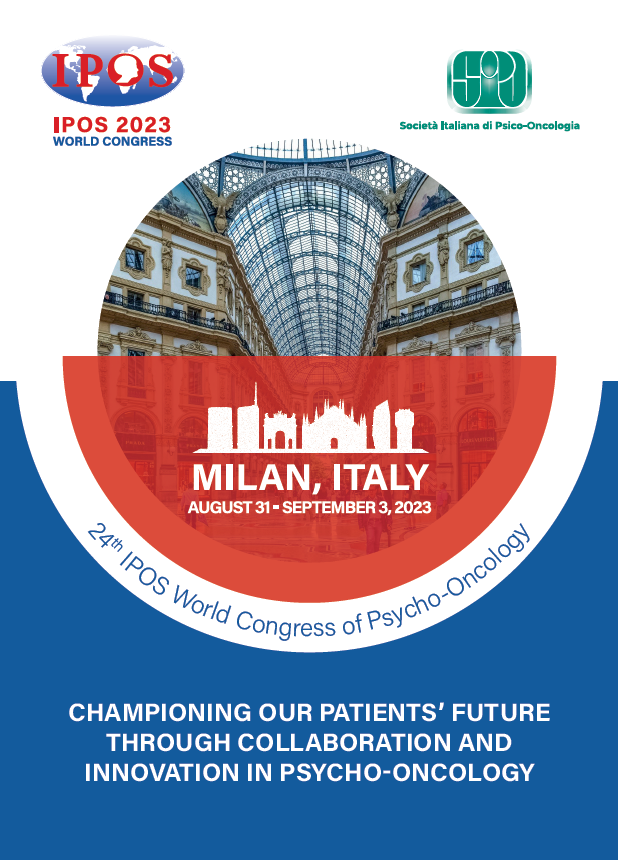 IPOS
IPOS 2023
WORLD CONGRESS
SIPO
Società Italiana di Psico-Oncologia
MILAN, ITALY
AUGUST 31 - SEPTEMBER 3, 2023
24th IPOS World Congress of Psycho-Oncology
CHAMPIONING OUR PATIENTS’ FUTURE
THROUGH COLLABORATION AND
INNOVATION IN PSYCHO-ONCOLOGY